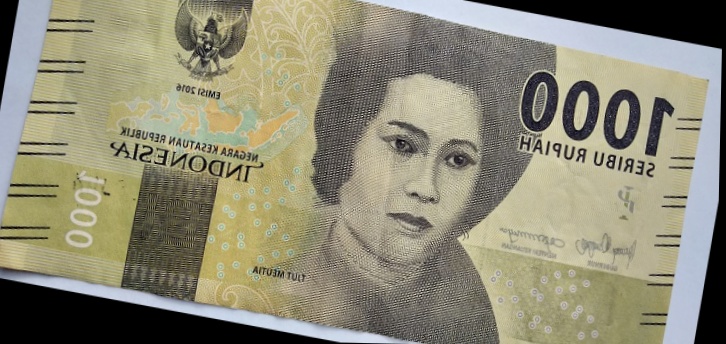 EMISI 2016
NEGARA KESATUAN REPUBLIK
INDONESIA
1000
TJUT MEUTIA
1000
SERIBU RUPIAH